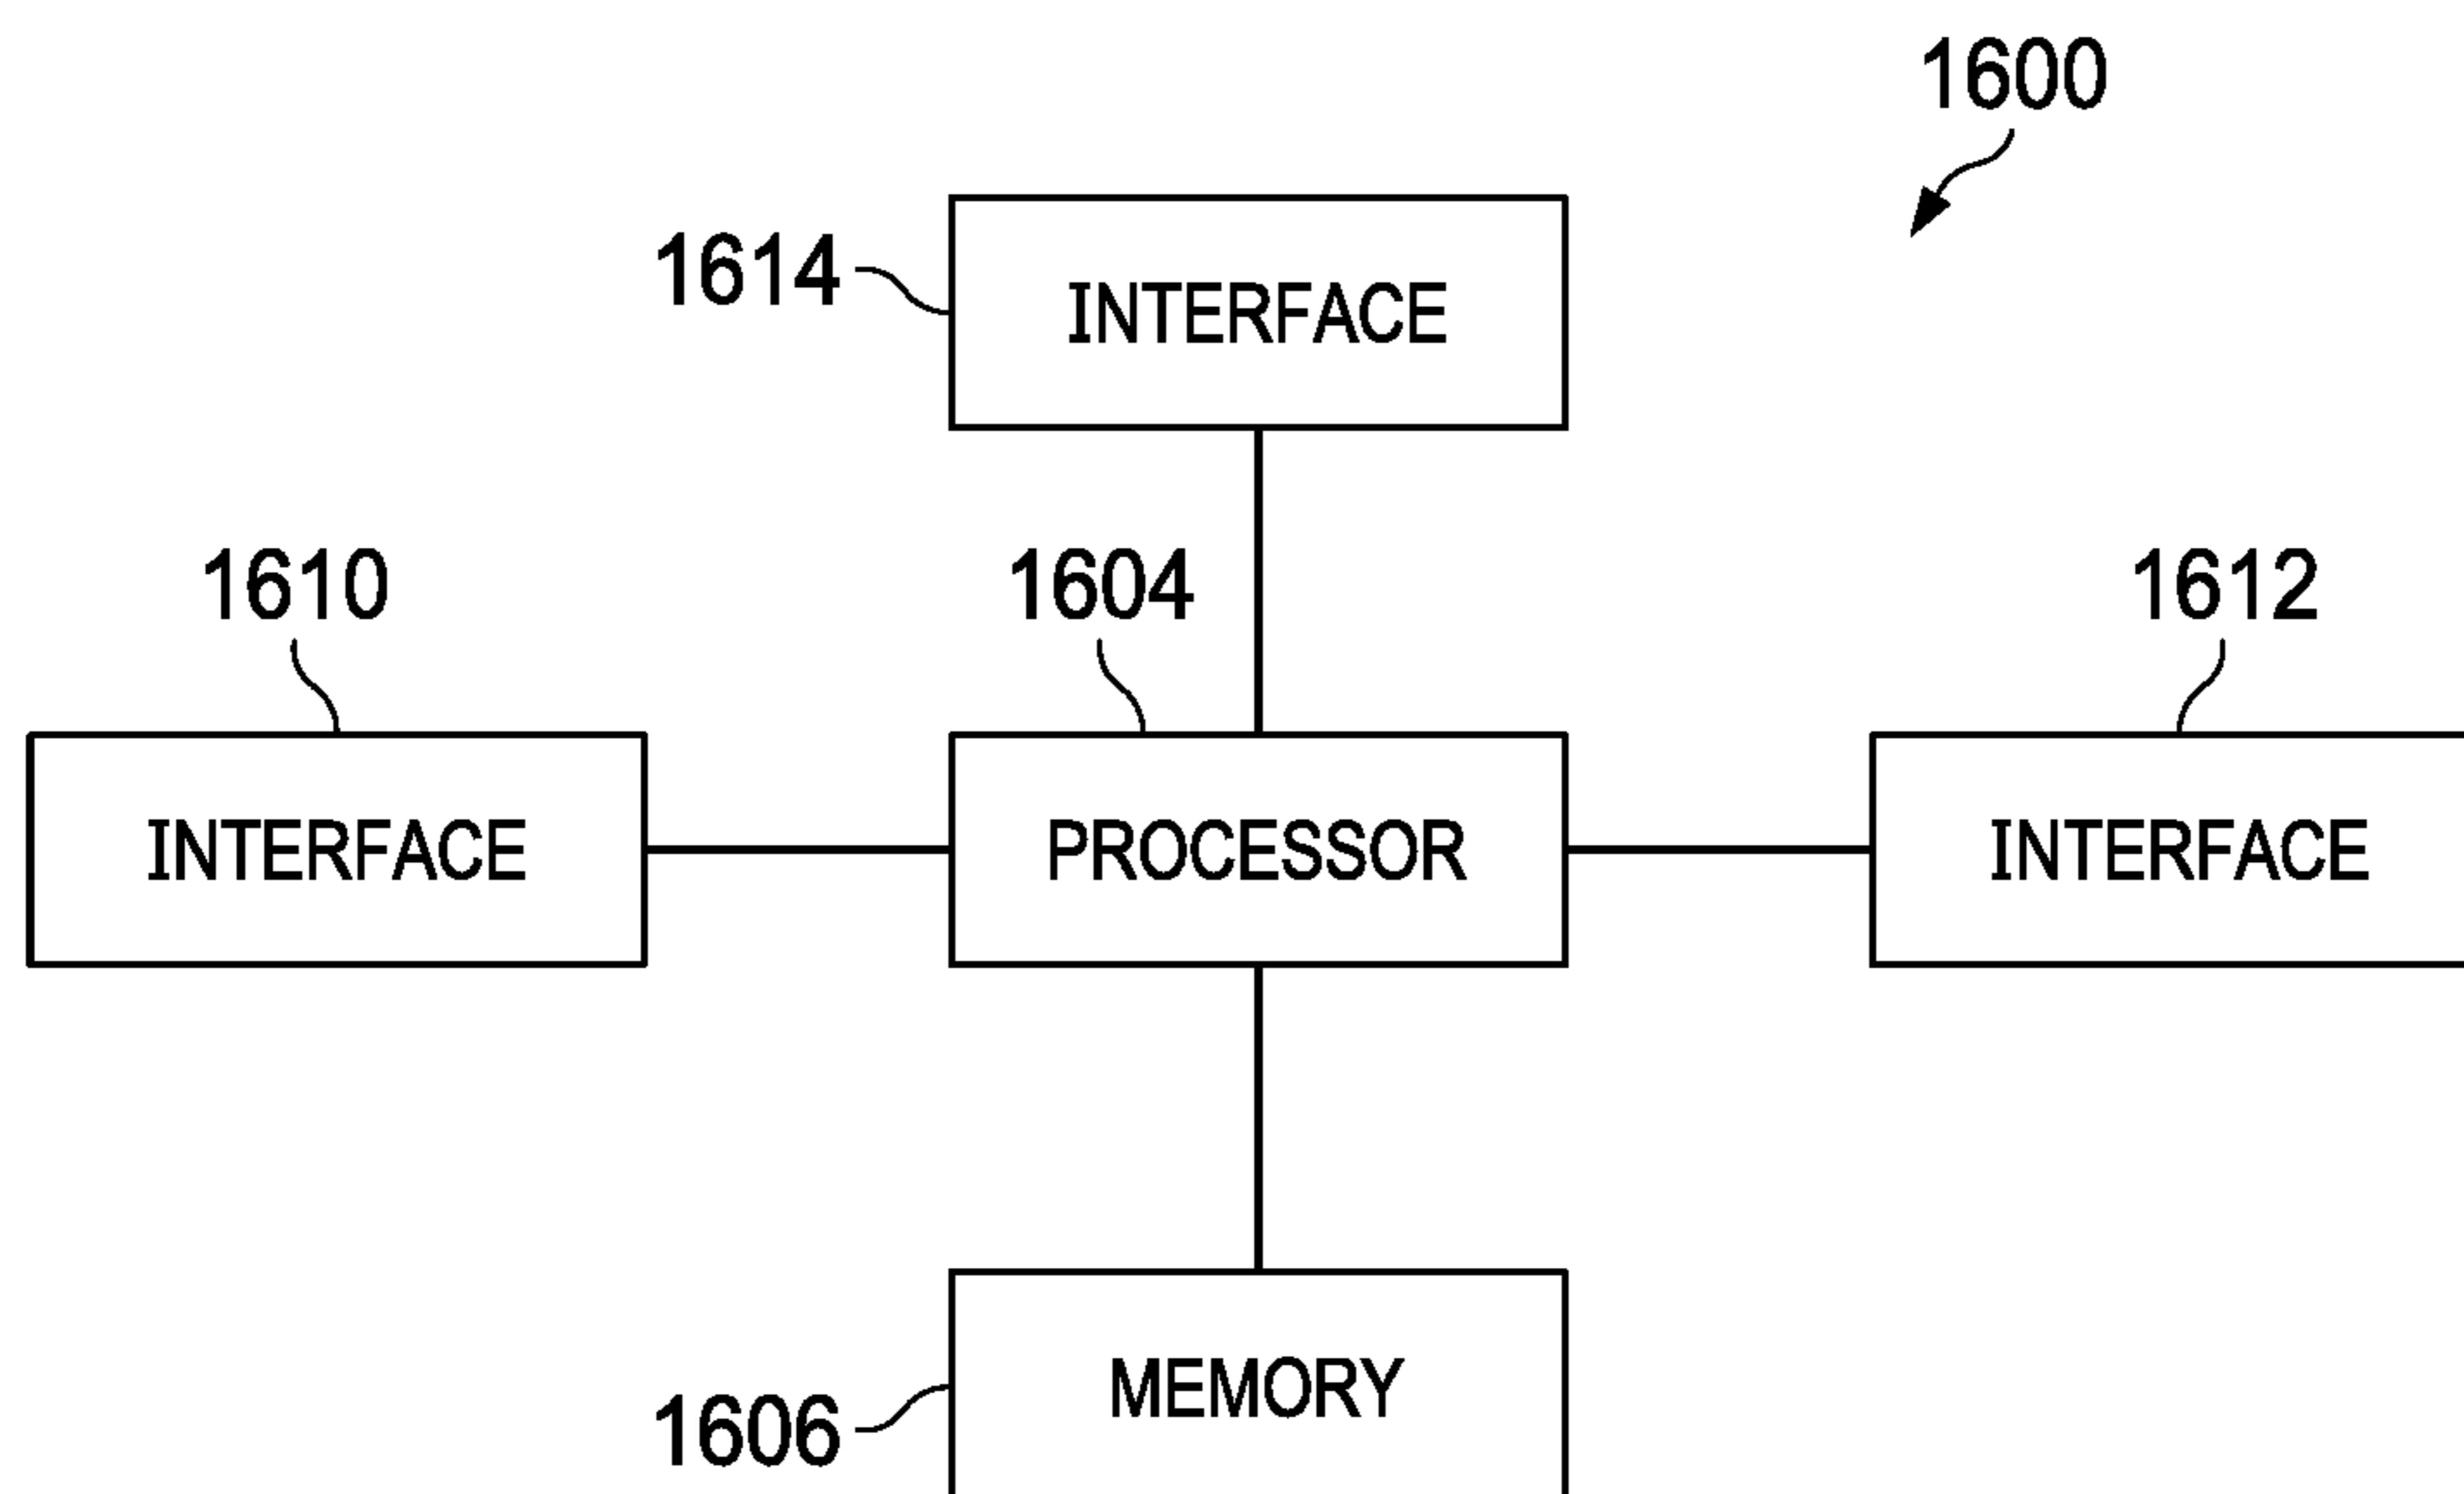 1600
1614
INTERFACE
1610
1604
1612
INTERFACE
PROCESSOR
INTERFACE
MEMORY
1606